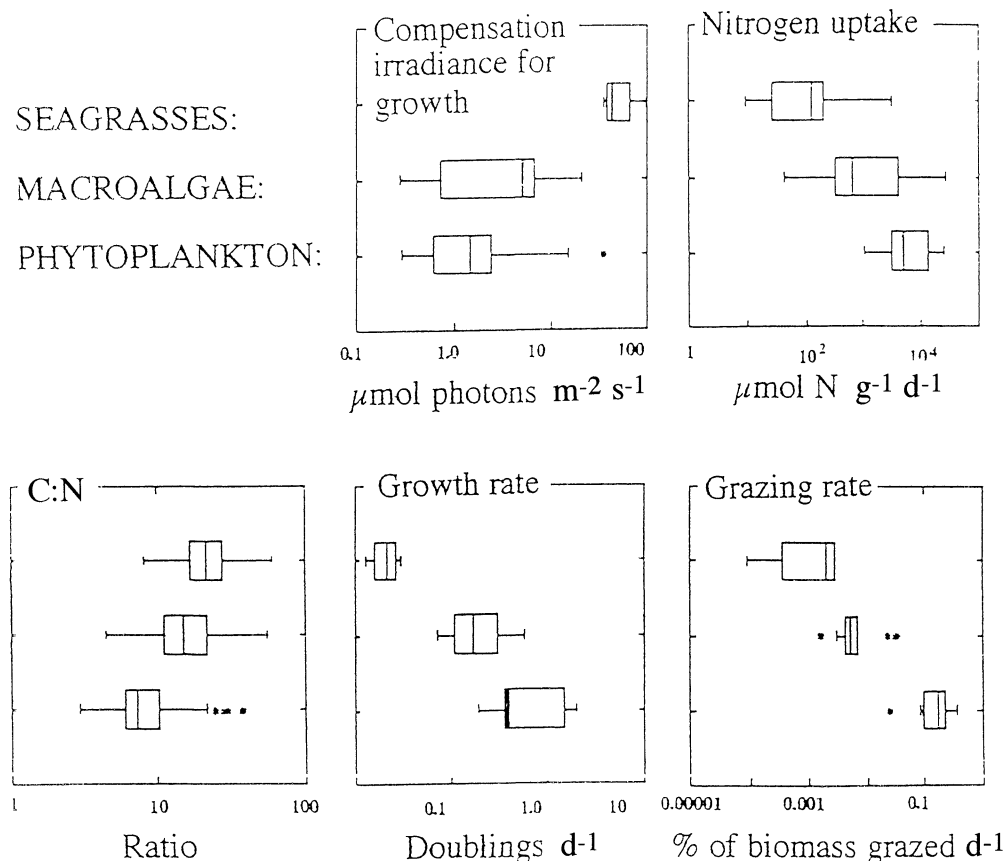 Compensation
irradiance for
growth
Nitrogen uptake
SEAGRASSES:
MACROALGAE:
PHYTOPLANKTON:
0.1 1.0 10 100
1 10² 10⁴
μmol photons m⁻² s⁻¹
μmol N g⁻¹ d⁻¹
C:N
Growth rate
Grazing rate
1 10 100
0.1 1.0 10
0.00001 0.001 0.1
Ratio
Doublings d⁻¹
% of biomass grazed d⁻¹